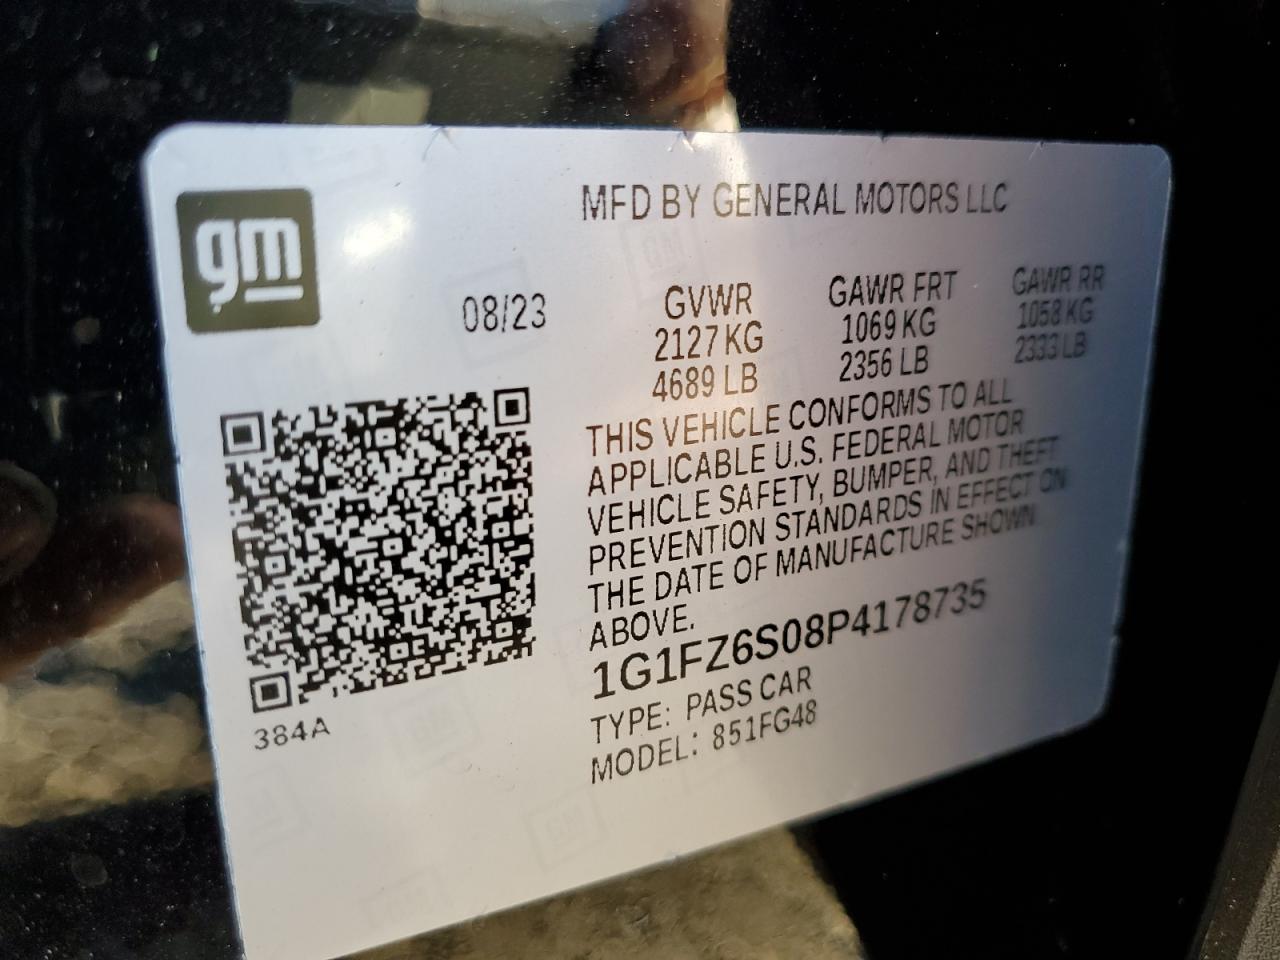 gm
MFD BY GENERAL MOTORS LLC
08/23
GVWR
2127 KG
4689 LB
GAWR FRT
1069 KG
2356 LB
GAWR RR
1058 KG
2333 LB
THIS VEHICLE CONFORMS TO ALL
APPLICABLE U.S. FEDERAL MOTOR
VEHICLE SAFETY, BUMPER, AND THEFT
PREVENTION STANDARDS IN EFFECT ON
THE DATE OF MANUFACTURE SHOWN
ABOVE.
1G1FZ6S08P4178735
TYPE: PASS CAR
MODEL: 851FG48
384A